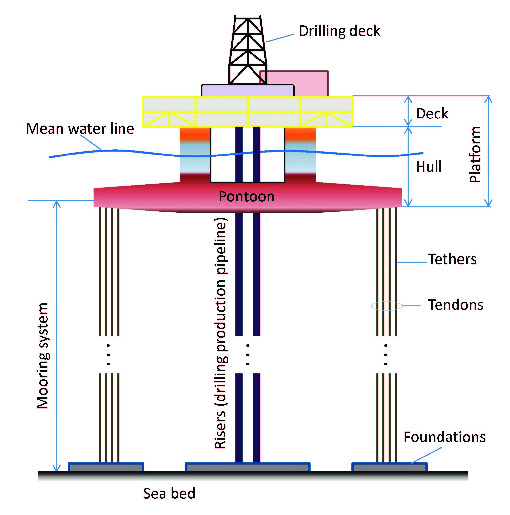 Drilling deck
Deck
Mean water line
Hull
Platform
Pontoon
Tethers
Tendons
Mooring system
Risers (drilling production pipeline)
Foundations
Sea bed